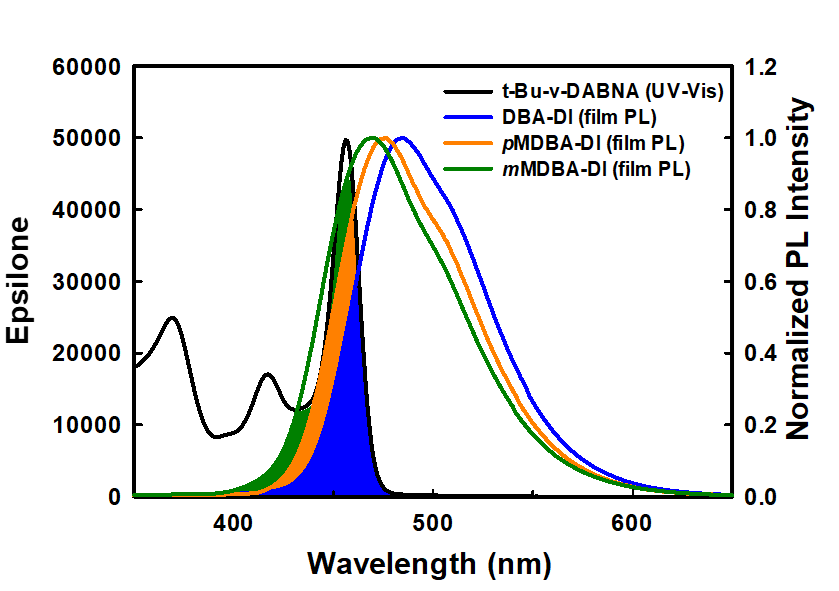 60000
50000
40000
30000
20000
10000
0
Epsilone
1.2
1.0
0.8
0.6
0.4
0.2
0.0
Normalized PL Intensity
t-Bu-v-DABNA (UV-Vis)
DBA-DI (film PL)
pMDBA-DI (film PL)
mMDBA-DI (film PL)
400
500
600
Wavelength (nm)